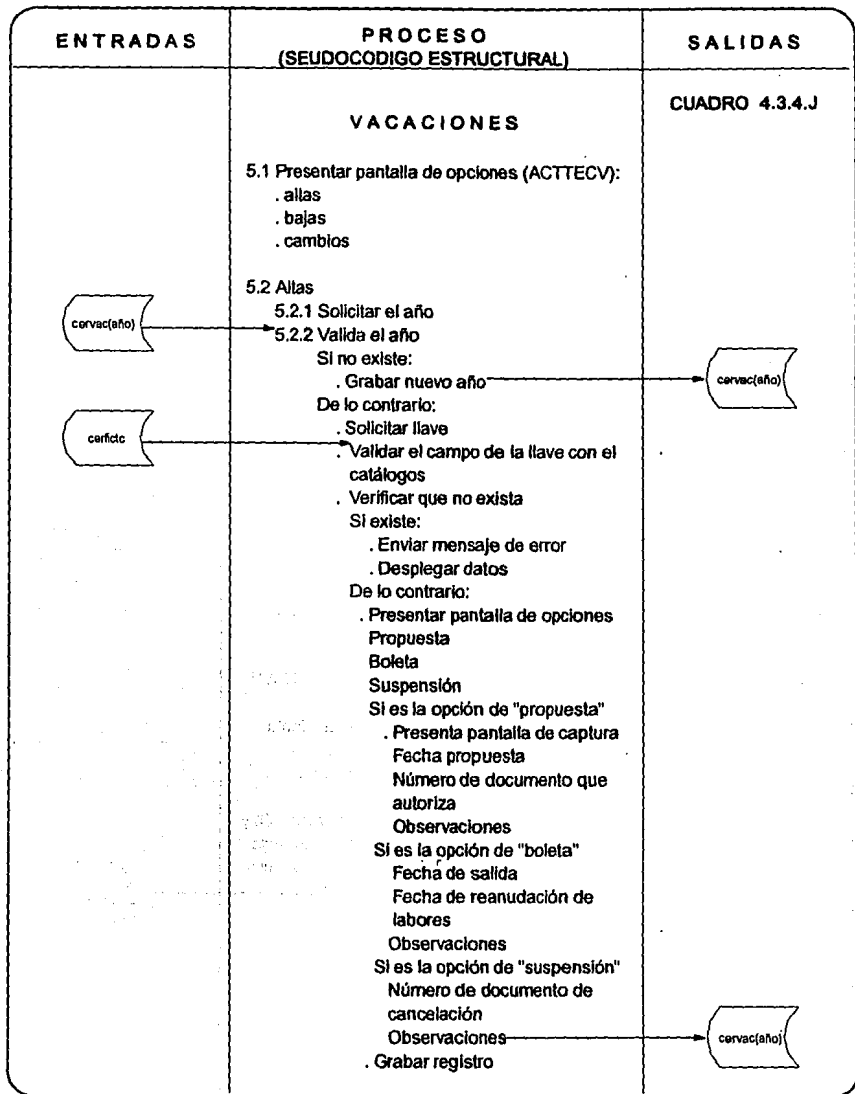 ENTRADAS
PROCESO
(SEUDOCODIGO ESTRUCTURAL)
SALIDAS
CUADRO 4.3.4.J
VACACIONES
5.1 Presentar pantalla de opciones (ACTTECV):
. altas
. bajas
. cambios
5.2 Altas
5.2.1 Solicitar el año
cervac(año)
5.2.2 Valida el año
Si no existe:
. Grabar nuevo año
cervac(año)
De lo contrario:
. Solicitar llave
cerfictc
. Validar el campo de la llave con el
catálogos
. Verificar que no exista
Si existe:
. Enviar mensaje de error
. Desplegar datos
De lo contrario:
. Presentar pantalla de opciones
Propuesta
Boleta
Suspensión
Si es la opción de "propuesta"
. Presenta pantalla de captura
Fecha propuesta
Número de documento que
autoriza
Observaciones
Si es la opción de "boleta"
Fecha de salida
Fecha de reanudación de
labores
Observaciones
Si es la opción de "suspensión"
Número de documento de
cancelación
Observaciones
cervac(año)
. Grabar registro